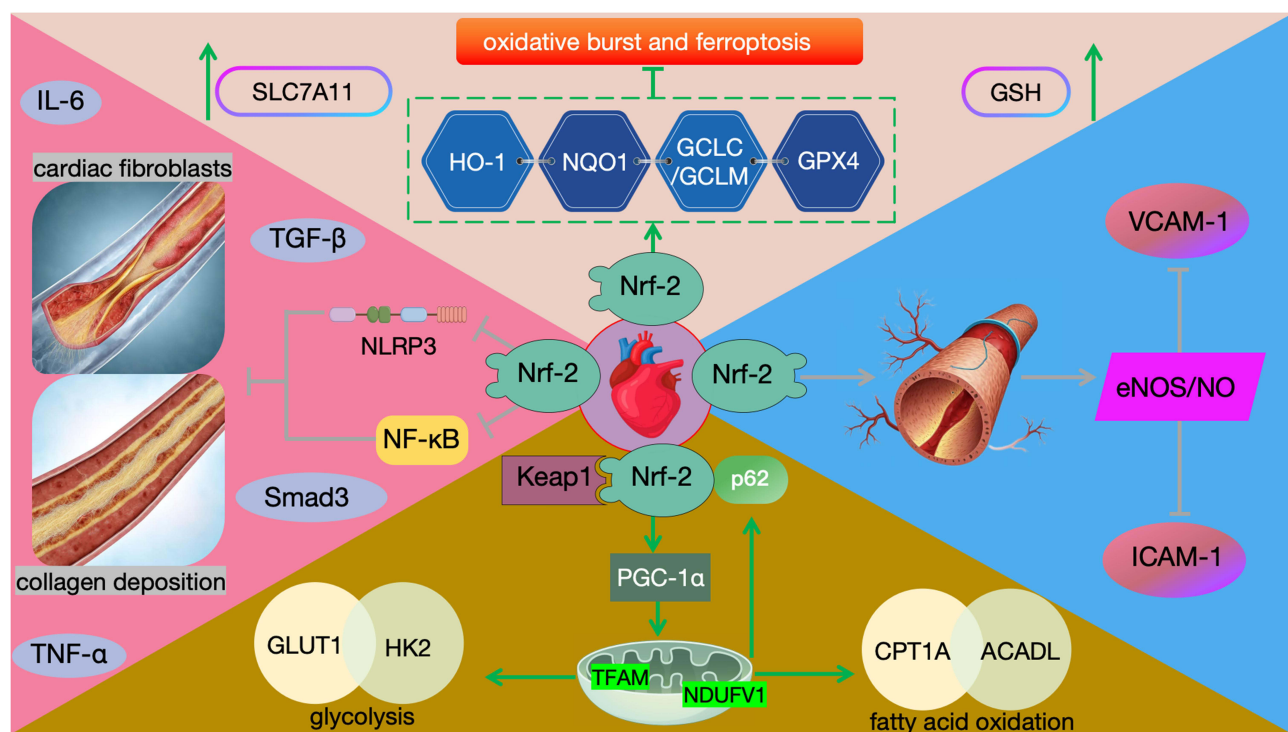 oxidative burst and ferroptosis
SLC7A11
GSH
IL-6
HO-1
NQO1
GCLC
/GCLM
GPX4
cardiac fibroblasts
TGF-β
VCAM-1
Nrf-2
NLRP3
Nrf-2
Nrf-2
eNOS/NO
NF-κB
Keap1
Nrf-2
p62
Smad3
ICAM-1
collagen deposition
PGC-1α
GLUT1
HK2
CPT1A
ACADL
TNF-α
TFAM
NDUFV1
glycolysis
fatty acid oxidation